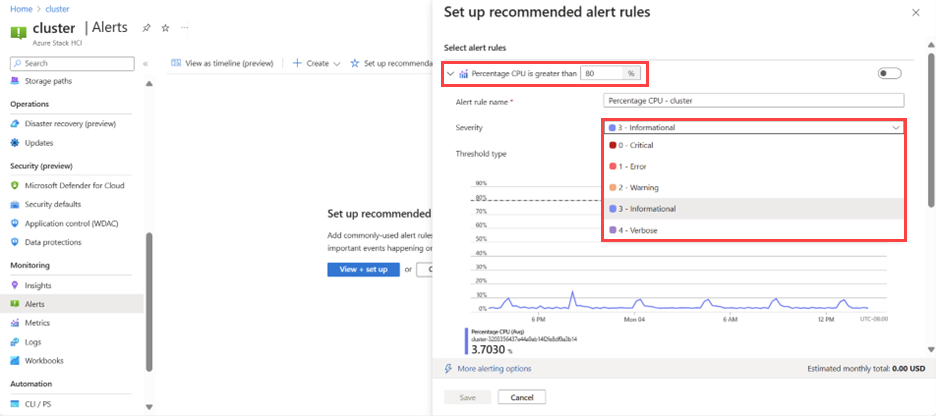 Home > cluster
cluster | Alerts
...
Azure Stack HCI
Search
«
Storage paths
Operations
Disaster recovery (preview)
Updates
Security (preview)
Microsoft Defender for Cloud
Security defaults
Application control (WDAC)
Data protections
Monitoring
Insights
Alerts
Metrics
Logs
Workbooks
Automation
CLI / PS
View as timeline (preview)
Create
Set up recommenda
Set up recommended
Add commonly-used alert rules
important events happening or
View + set up
or
C
Set up recommended alert rules
Select alert rules
Percentage CPU is greater than 80 %
Alert rule name *
Percentage CPU - cluster
Severity
3 - Informational
0 - Critical
1 - Error
2 - Warning
3 - Informational
4 - Verbose
Threshold type
90%
80%
70%
60%
50%
40%
30%
20%
10%
0%
6 PM
Mon 04
6 AM
12 PM
UTC-08:00
Percentage CPU (Avg)
3.7030 %
More alerting options
Estimated monthly total: 0.00 USD
Save
Cancel